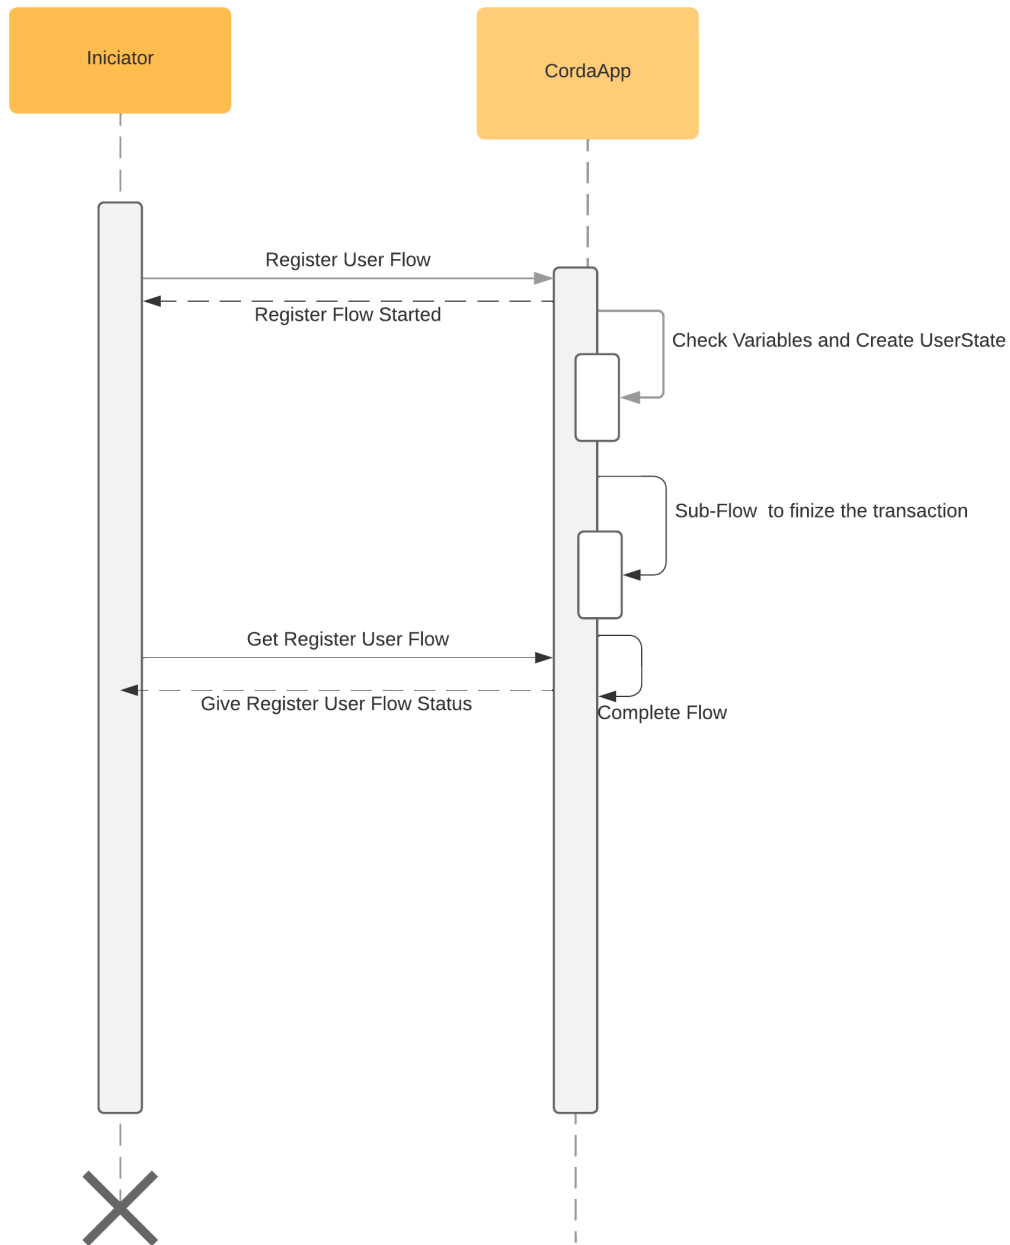 Iniciator
CordaApp
Register User Flow
Register Flow Started
Check Variables and Create UserState
Sub-Flow  to finize the transaction
Get Register User Flow
Give Register User Flow Status
Complete Flow